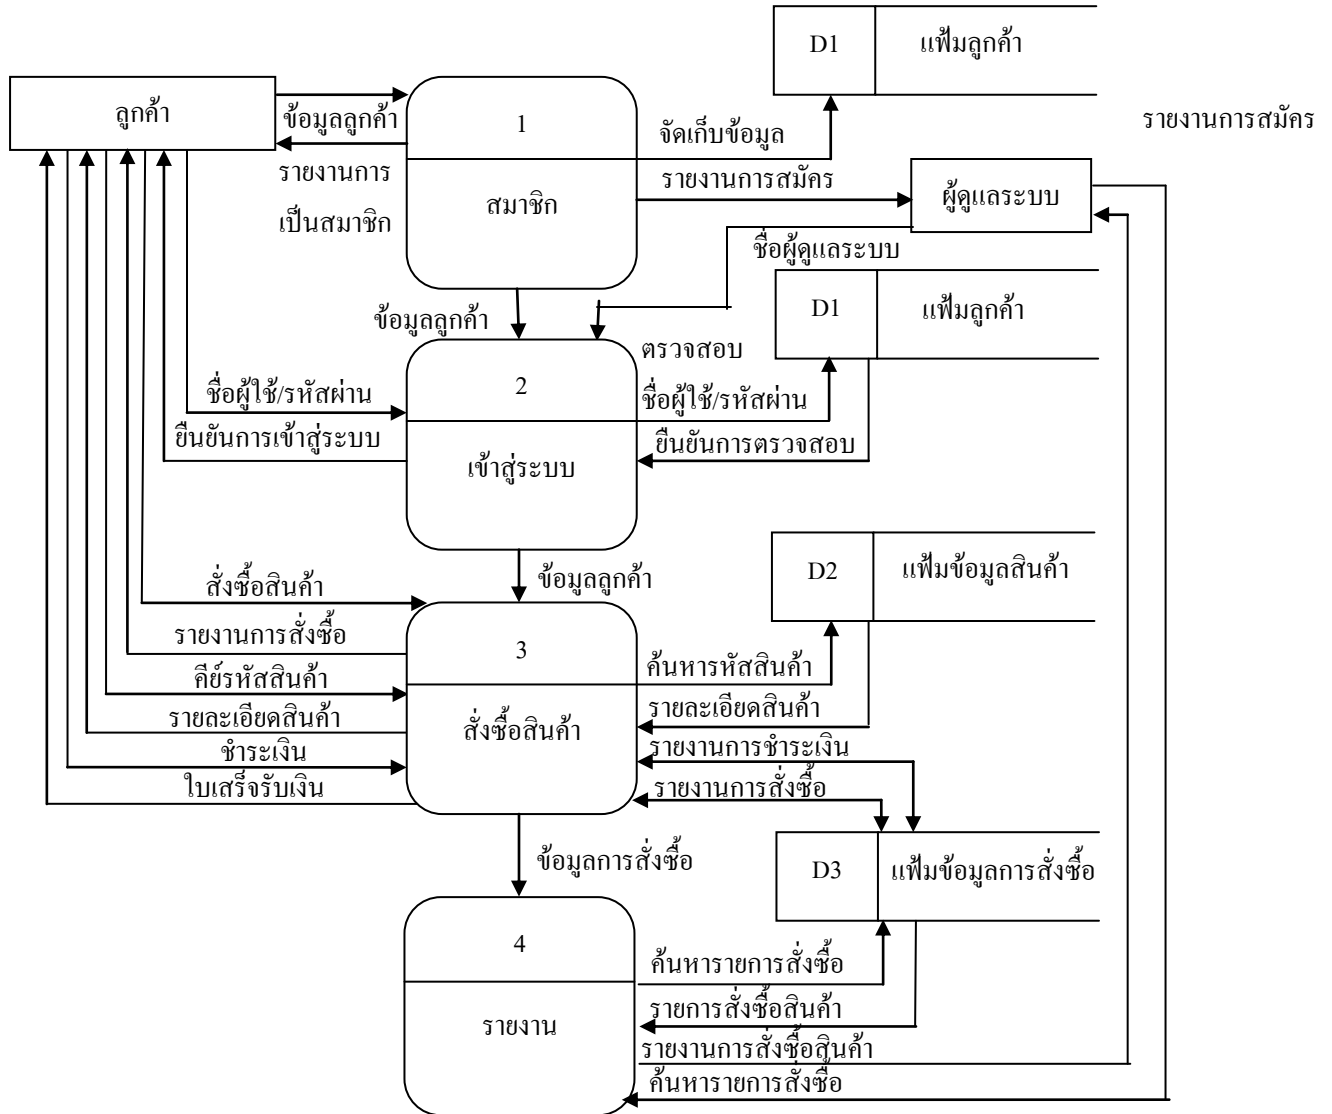 D1
แฟ้มลูกค้า
ลูกค้า
ข้อมูลลูกค้า
1
จัดเก็บข้อมูล
รายงานการสมัคร
รายงานการ
เป็นสมาชิก
สมาชิก
รายงานการสมัคร
ผู้ดูแลระบบ
ชื่อผู้ดูแลระบบ
ข้อมูลลูกค้า
D1
แฟ้มลูกค้า
ตรวจสอบ
2
ชื่อผู้ใช้/รหัสผ่าน
ชื่อผู้ใช้/รหัสผ่าน
ยืนยันการเข้าสู่ระบบ
ยืนยันการตรวจสอบ
เข้าสู่ระบบ
ข้อมูลลูกค้า
D2
แฟ้มข้อมูลสินค้า
สั่งซื้อสินค้า
รายงานการสั่งซื้อ
3
คีย์รหัสสินค้า
ค้นหารหัสสินค้า
รายละเอียดสินค้า
รายละเอียดสินค้า
สั่งซื้อสินค้า
ชำระเงิน
รายงานการชำระเงิน
ใบเสร็จรับเงิน
รายงานการสั่งซื้อ
ข้อมูลการสั่งซื้อ
D3
แฟ้มข้อมูลการสั่งซื้อ
4
ค้นหารายการสั่งซื้อ
รายการสั่งซื้อสินค้า
รายงาน
รายงานการสั่งซื้อสินค้า
ค้นหารายการสั่งซื้อ